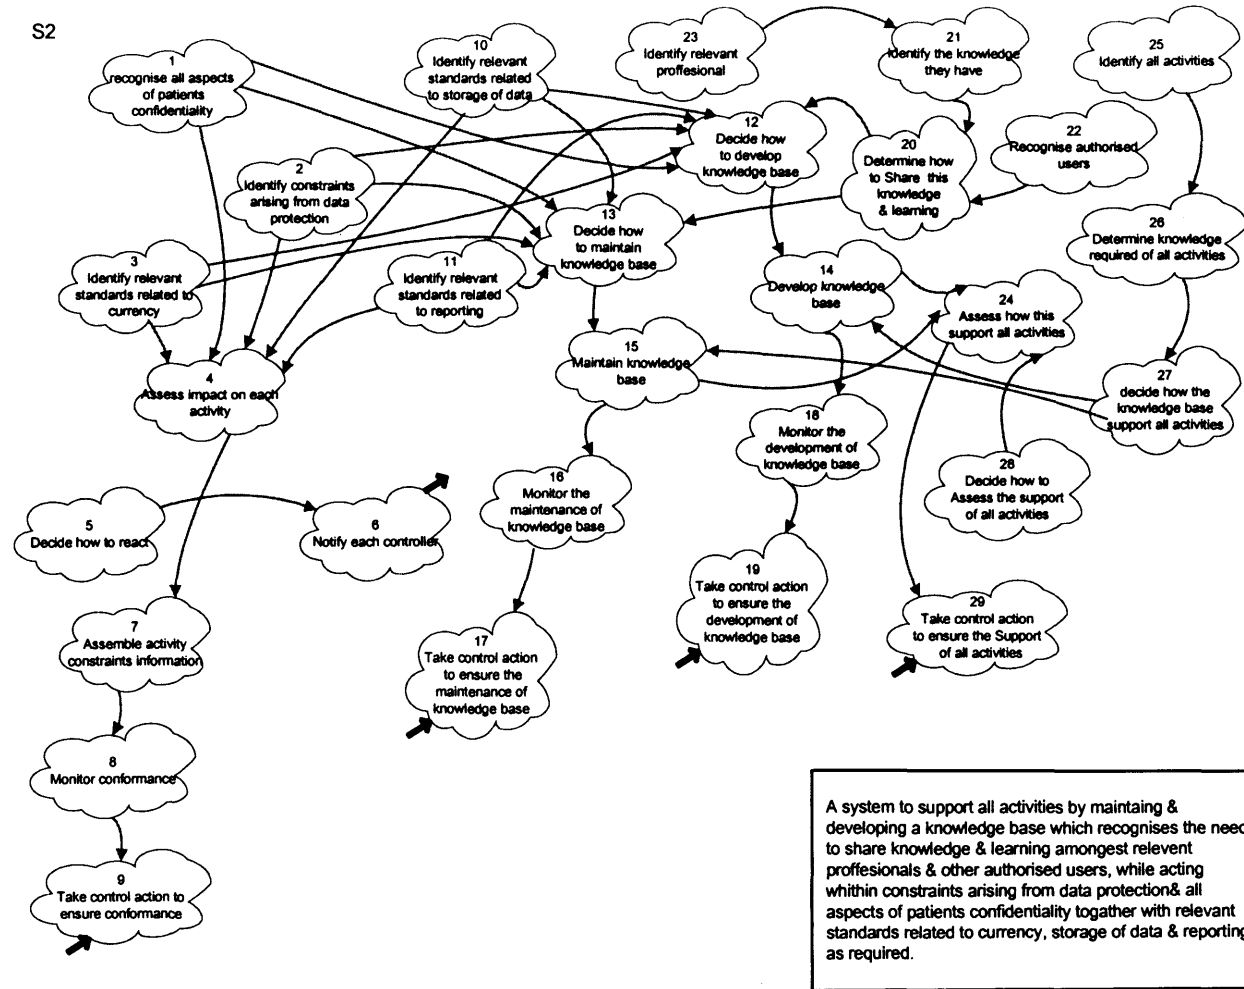 S2
1
recognise all aspects
of patients
confidentiality
10
Identify relevant
standards related
to storage of data
23
Identify relevant
proffesional
21
Identify the knowledge
they have
25
Identify all activities
2
Identify constraints
arising from data
protection
12
Decide how
to develop
knowledge base
20
Determine how
to Share this
knowledge
& learning
22
Recognise authorised
users
3
Identify relevant
standards related to
currency
11
Identify relevant
standards related
to reporting
13
Decide how
to maintain
knowledge base
14
Develop knowledge
base
24
Assess how this
support all activities
26
Determine knowledge
required of all activities
4
Assess impact on each
activity
15
Maintain knowledge
base
27
decide how the
knowledge base
support all activities
18
Monitor the
development of
knowledge base
28
Decide how to
Assess the support
of all activities
5
Decide how to react
6
Notify each controller
16
Monitor the
maintenance of
knowledge base
7
Assemble activity
constraints information
17
Take control action
to ensure the
maintenance of
knowledge base
19
Take control action
to ensure the
development of
knowledge base
29
Take control action
to ensure the Support
of all activities
8
Monitor conformance
9
Take control action to
ensure conformance
A system to support all activities by maintaing &
developing a knowledge base which recognises the need
to share knowledge & learning amongst relevent
proffesionals & other authorised users, while acting
whithin constraints arising from data protection& all
aspects of patients confidentiality togather with relevant
standards related to currency, storage of data & reporting
as required.